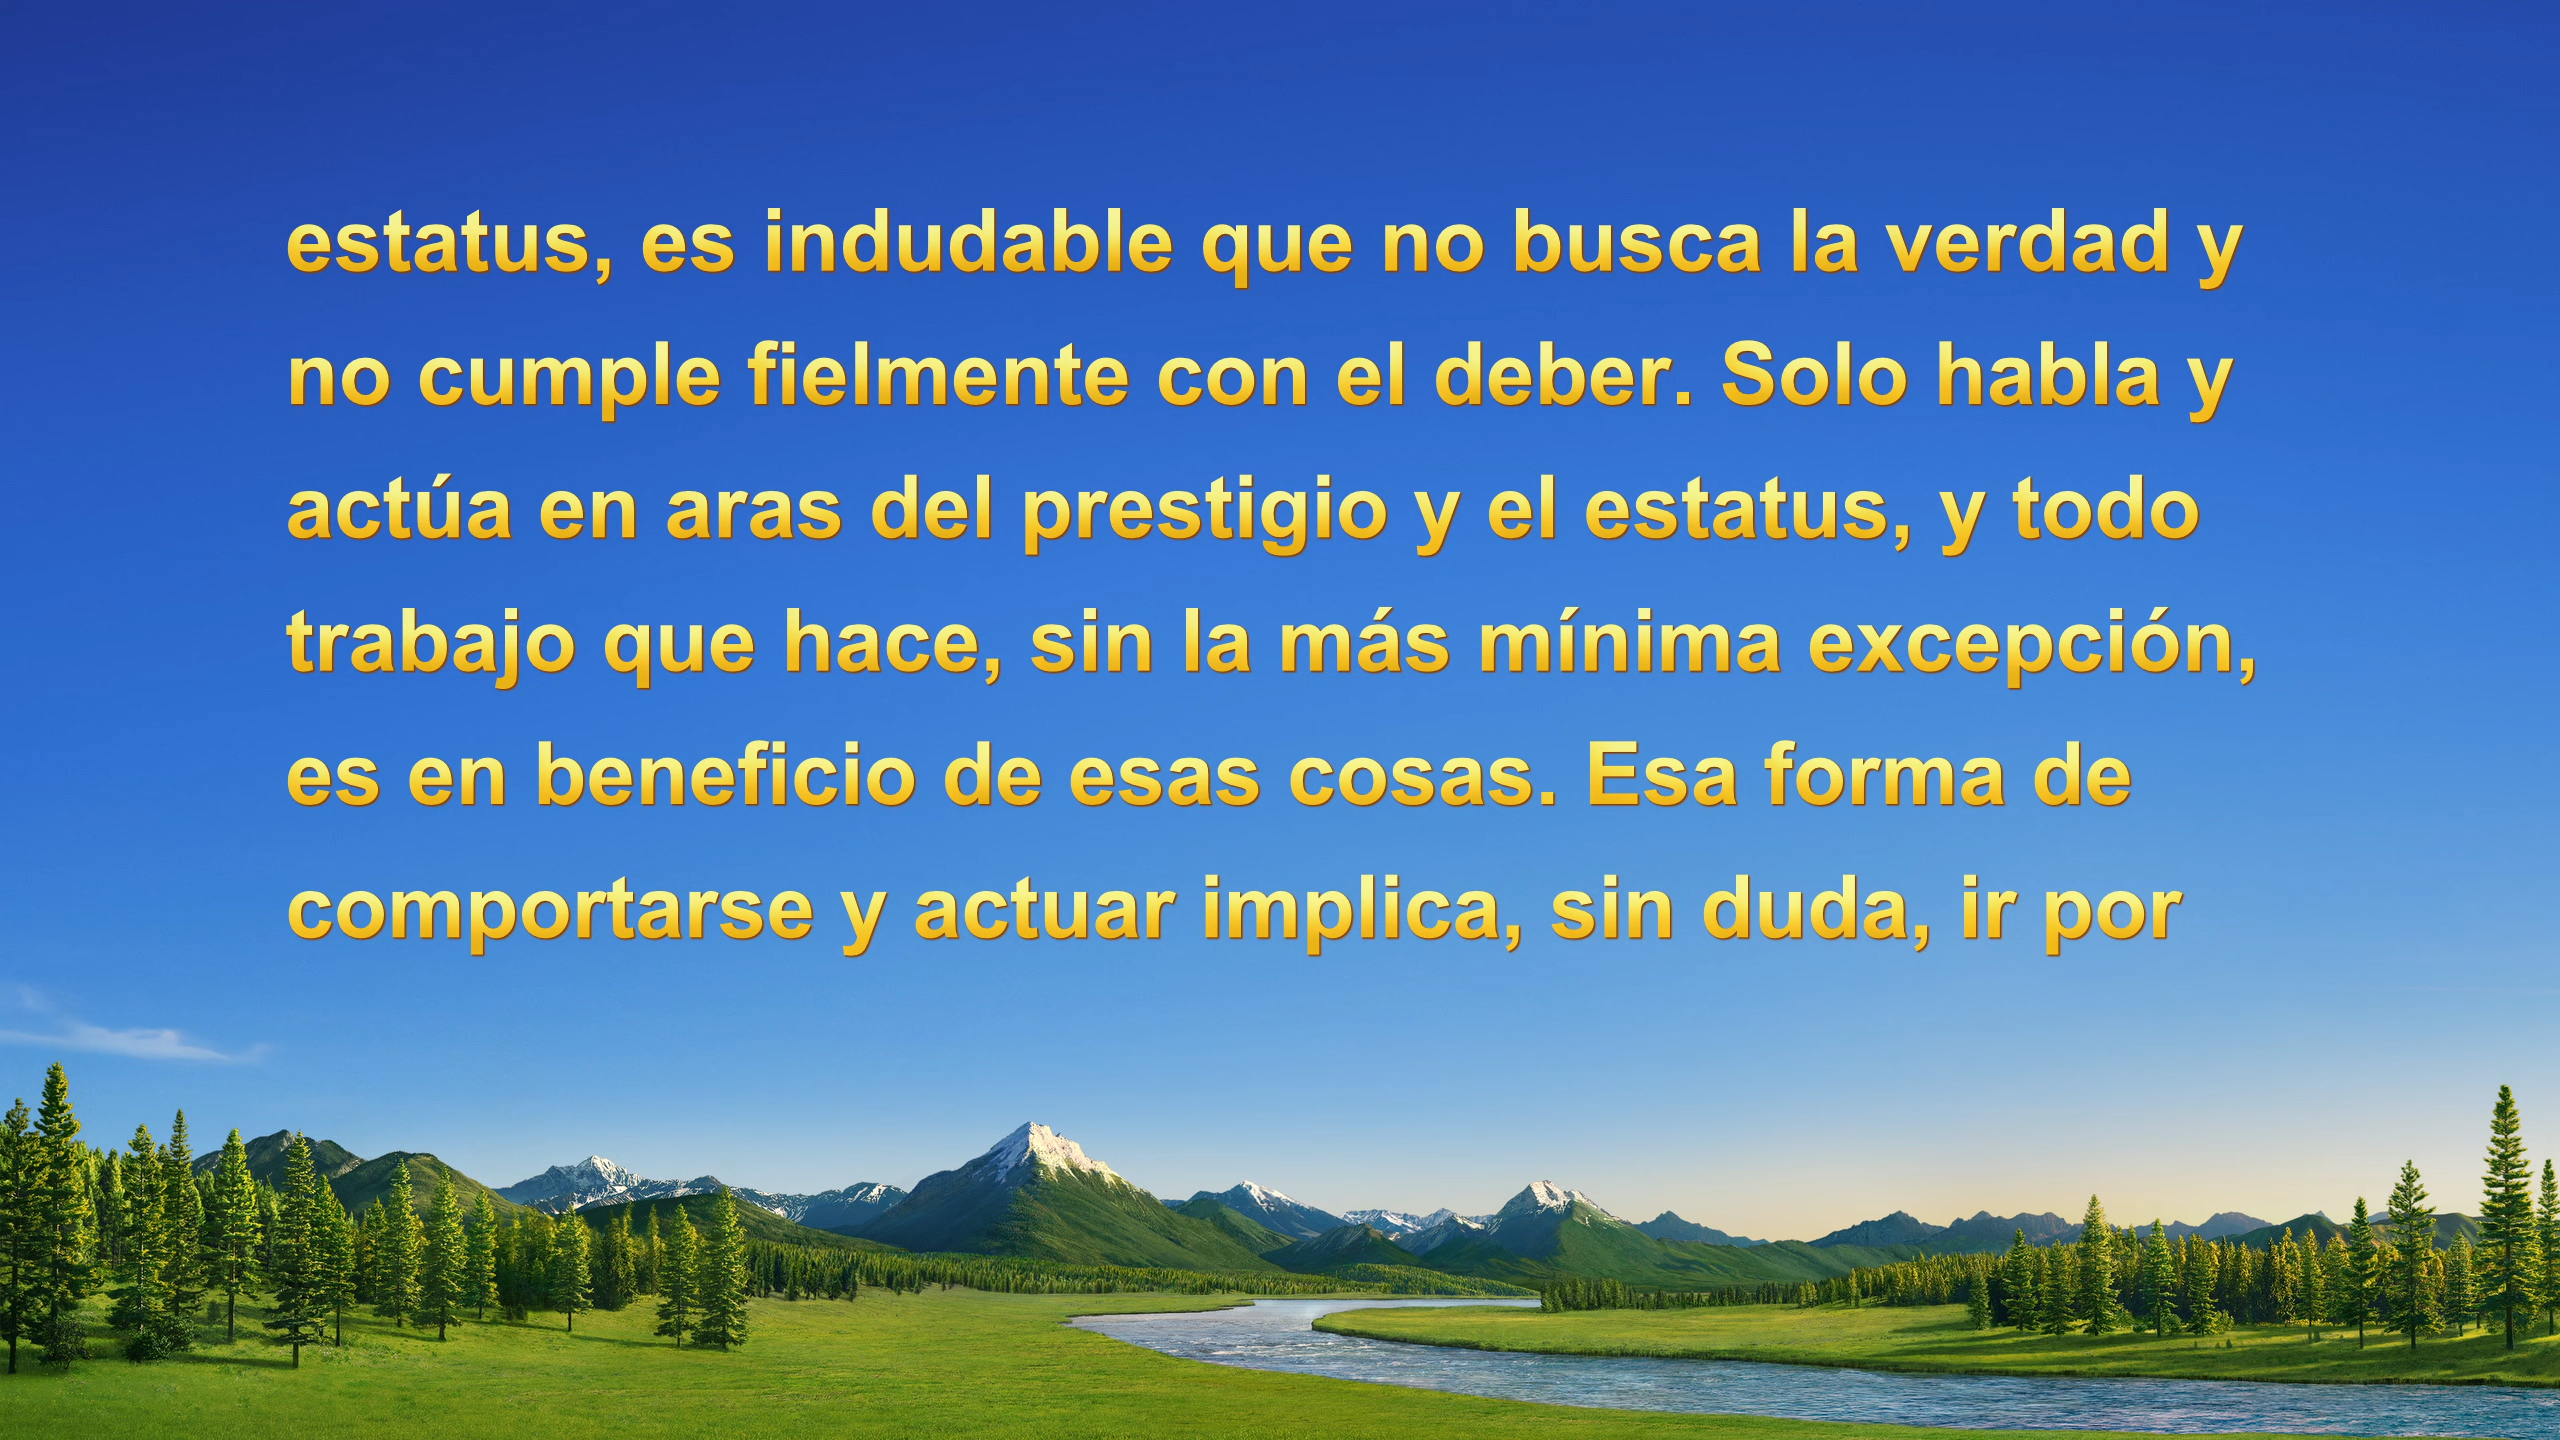 estatus, es indudable que no busca la verdad y
no cumple fielmente con el deber. Solo habla y
actúa en aras del prestigio y el estatus, y todo
trabajo que hace, sin la más mínima excepción,
es en beneficio de esas cosas. Esa forma de
comportarse y actuar implica, sin duda, ir por